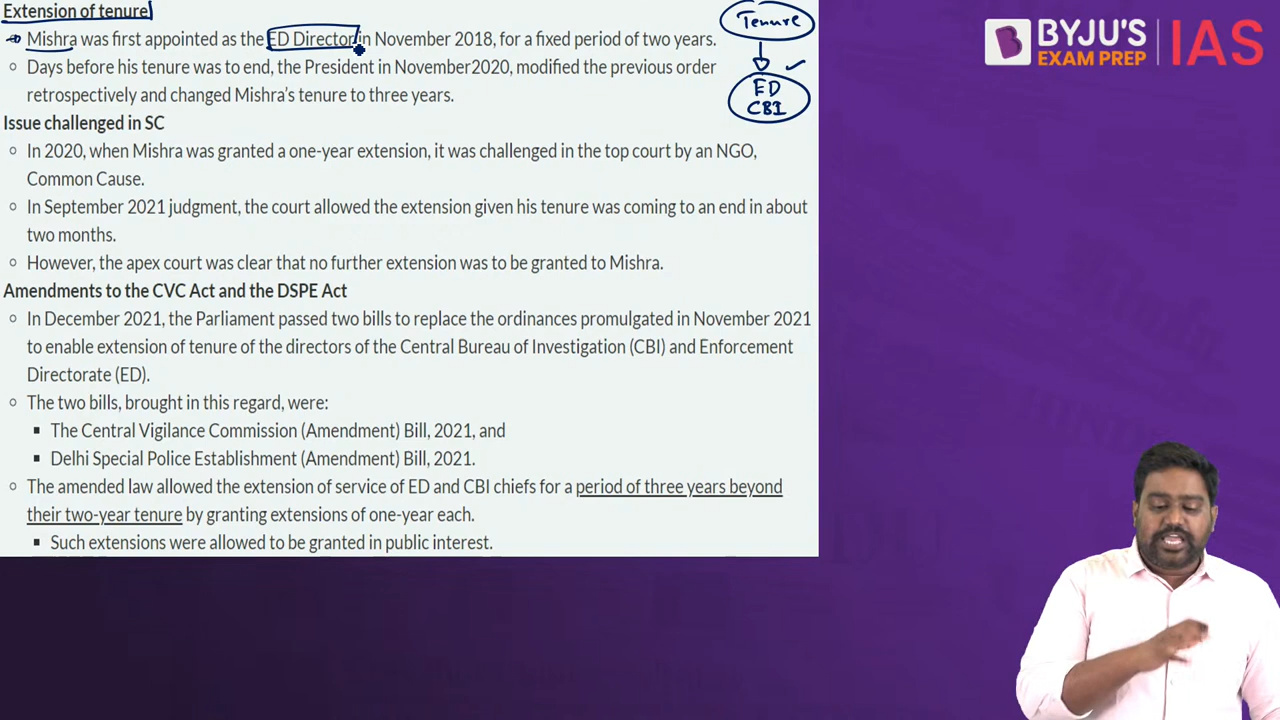 Extension of tenure
Mishra was first appointed as the ED Director in November 2018, for a fixed period of two years.
Days before his tenure was to end, the President in November2020, modified the previous order
retrospectively and changed Mishra's tenure to three years.
Issue challenged in SC
In 2020, when Mishra was granted a one-year extension, it was challenged in the top court by an NGO,
Common Cause.
In September 2021 judgment, the court allowed the extension given his tenure was coming to an end in about
two months.
However, the apex court was clear that no further extension was to be granted to Mishra.
Amendments to the CVC Act and the DSPE Act
In December 2021, the Parliament passed two bills to replace the ordinances promulgated in November 2021
to enable extension of tenure of the directors of the Central Bureau of Investigation (CBI) and Enforcement
Directorate (ED).
The two bills, brought in this regard, were:
The Central Vigilance Commission (Amendment) Bill, 2021, and
Delhi Special Police Establishment (Amendment) Bill, 2021.
The amended law allowed the extension of service of ED and CBI chiefs for a period of three years beyond
their two-year tenure by granting extensions of one-year each.
Such extensions were allowed to be granted in public interest.
Tenure
ED
CBI
BYJU'S
EXAM PREP
IAS